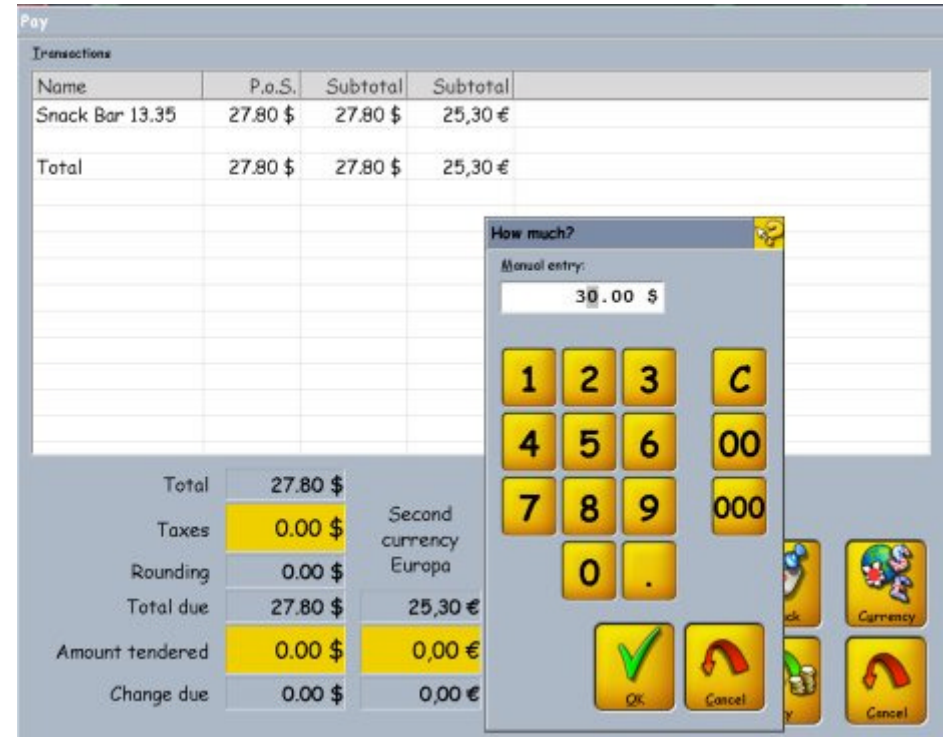 Pay
Transactions
Name P.o.S. Subtotal Subtotal
Snack Bar 13.35 27.80 $ 27.80 $ 25,30 €
Total 27.80 $ 27.80 $ 25,30 €
How much?
Manual entry:
30.00 $
1 2 3 C
4 5 6 00
7 8 9 000
0 .
OK Cancel
Total 27.80 $
Taxes 0.00 $
Second currency Europa
Rounding 0.00 $
Total due 27.80 $ 25,30 €
Amount tendered 0.00 $ 0,00 €
Change due 0.00 $ 0,00 €
Currency
Cancel